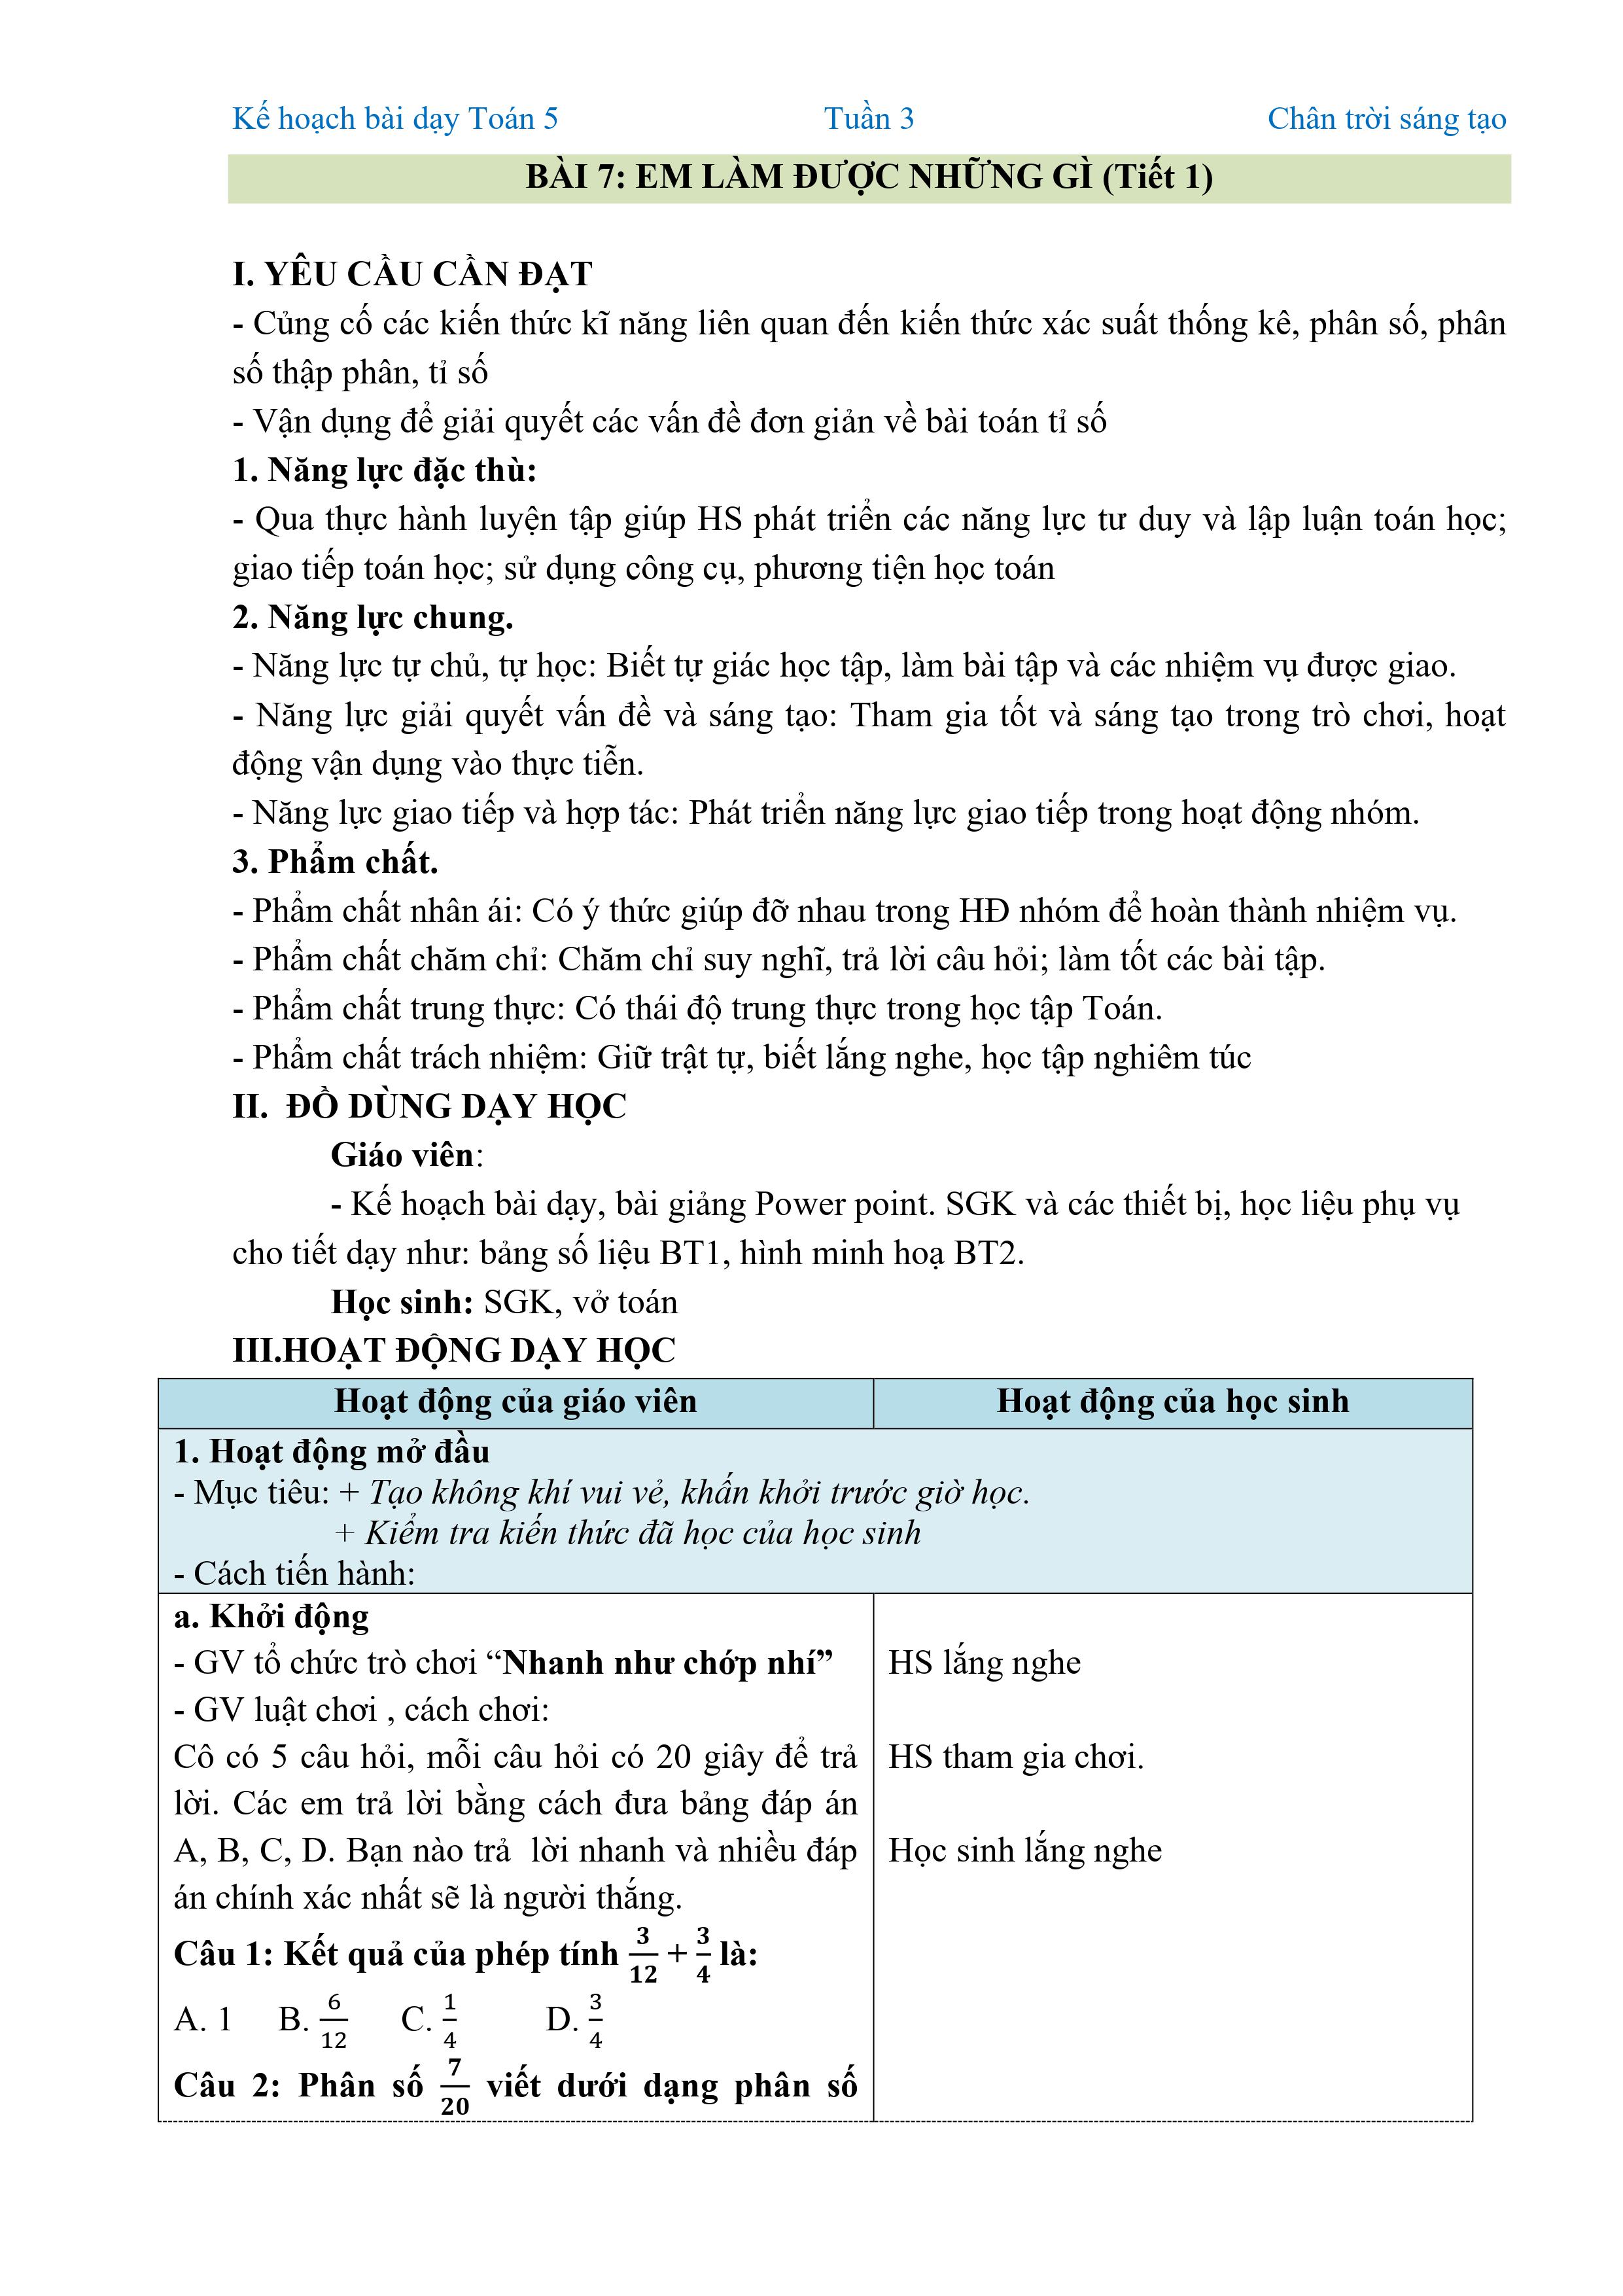 Kế hoạch bài dạy Toán 5 Tuần 3 Chân trời sáng tạo
BÀI 7: EM LÀM ĐƯỢC NHỮNG GÌ (Tiết 1)
I. YÊU CẦU CẦN ĐẠT
- Củng cố các kiến thức kĩ năng liên quan đến kiến thức xác suất thống kê, phân số, phân
số thập phân, tỉ số
- Vận dụng để giải quyết các vấn đề đơn giản về bài toán tỉ số
1. Năng lực đặc thù:
- Qua thực hành luyện tập giúp HS phát triển các năng lực tư duy và lập luận toán học;
giao tiếp toán học; sử dụng công cụ, phương tiện học toán
2. Năng lực chung.
- Năng lực tự chủ, tự học: Biết tự giác học tập, làm bài tập và các nhiệm vụ được giao.
- Năng lực giải quyết vấn đề và sáng tạo: Tham gia tốt và sáng tạo trong trò chơi, hoạt
động vận dụng vào thực tiễn.
- Năng lực giao tiếp và hợp tác: Phát triển năng lực giao tiếp trong hoạt động nhóm.
3. Phẩm chất.
- Phẩm chất nhân ái: Có ý thức giúp đỡ nhau trong HĐ nhóm để hoàn thành nhiệm vụ.
- Phẩm chất chăm chỉ: Chăm chỉ suy nghĩ, trả lời câu hỏi; làm tốt các bài tập.
- Phẩm chất trung thực: Có thái độ trung thực trong học tập Toán.
- Phẩm chất trách nhiệm: Giữ trật tự, biết lắng nghe, học tập nghiêm túc
II. ĐỒ DÙNG DẠY HỌC
Giáo viên:
- Kế hoạch bài dạy, bài giảng Power point. SGK và các thiết bị, học liệu phụ vụ
cho tiết dạy như: bảng số liệu BT1, hình minh hoạ BT2.
Học sinh: SGK, vở toán
III.HOẠT ĐỘNG DẠY HỌC
Hoạt động của giáo viên Hoạt động của học sinh
1. Hoạt động mở đầu
- Mục tiêu: + Tạo không khí vui vẻ, khấn khởi trước giờ học.
+ Kiểm tra kiến thức đã học của học sinh
- Cách tiến hành:
a. Khởi động
- GV tổ chức trò chơi “Nhanh như chớp nhí” HS lắng nghe
- GV luật chơi , cách chơi:
Cô có 5 câu hỏi, mỗi câu hỏi có 20 giây để trả HS tham gia chơi.
lời. Các em trả lời bằng cách đưa bảng đáp án
A, B, C, D. Bạn nào trả lời nhanh và nhiều đáp Học sinh lắng nghe
án chính xác nhất sẽ là người thắng.
Câu 1: Kết quả của phép tính 3/12 + 3/4 là:
A. 1 B. 6/12 C. 1/4 D. 3/4
Câu 2: Phân số 7/20 viết dưới dạng phân số